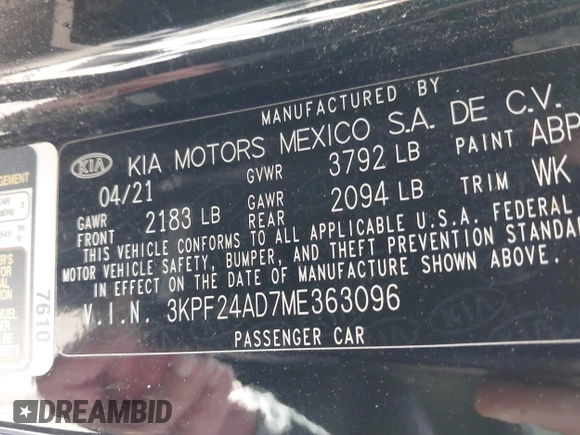 MANUFACTURED BY
KIA KIA MOTORS MEXICO S.A. DE C.V.
04/21 GVWR 3792 LB PAINT ABP
GAWR FRONT 2183 LB GAWR REAR 2094 LB TRIM WK
THIS VEHICLE CONFORMS TO ALL APPLICABLE U.S.A. FEDERAL
MOTOR VEHICLE SAFETY, BUMPER, AND THEFT PREVENTION STANDA
IN EFFECT ON THE DATE OF MANUFACTURE SHOWN ABOVE.
V.I.N. 3KPF24AD7ME363096
PASSENGER CAR
7610
DREAMBID